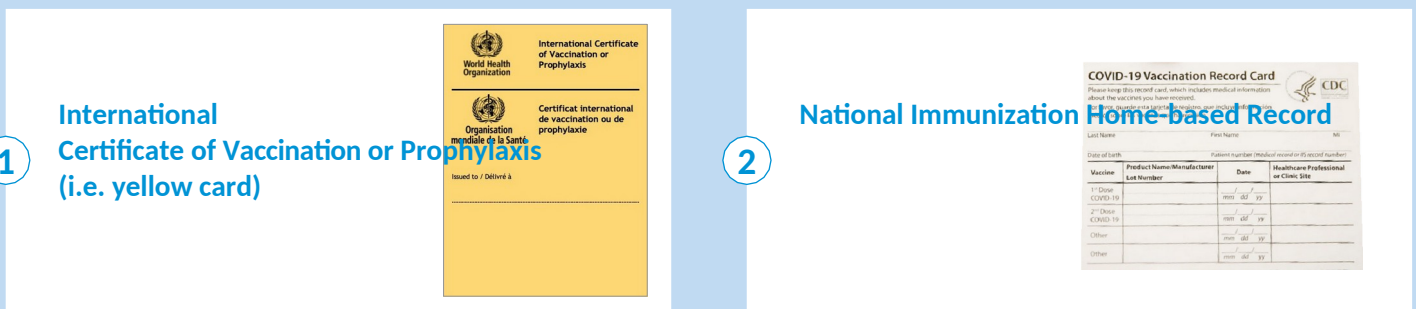 1
International
Certificate of Vaccination or Prophylaxis
(i.e. yellow card)
World Health
Organization
International Certificate
of Vaccination or
Prophylaxis
Organisation
mondiale de la Santé
Certificat international
de vaccination ou de
prophylaxie
Issued to / Délivré à
2
National Immunization Home-based Record
COVID-19 Vaccination Record Card
CDC
Please keep this record card, which includes medical information
about the vaccines you have received.
Last Name First Name MI
Date of birth Patient number (medical record or IIS record number)
Vaccine Product Name/Manufacturer Date Healthcare Professional
Lot Number or Clinic Site
1st Dose
COVID-19
mm dd yy
2nd Dose
COVID-19
mm dd yy
Other
mm dd yy
Other
mm dd yy